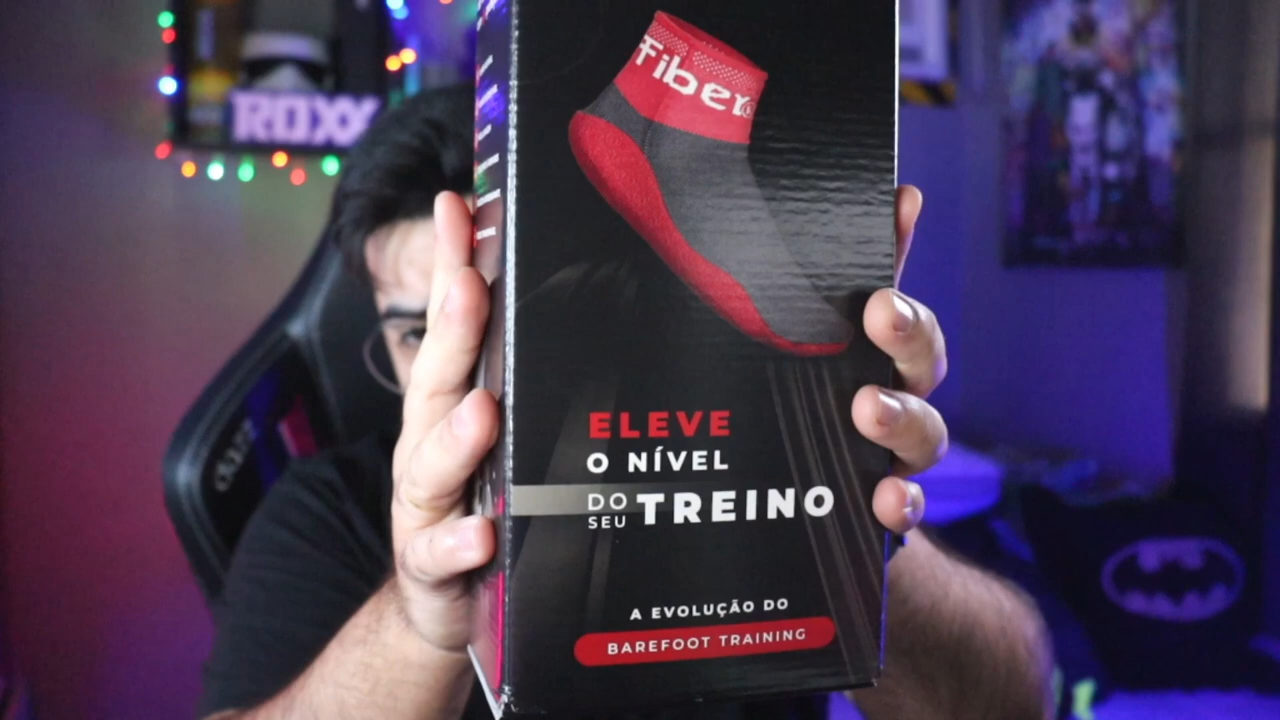 ROXX
Fiber
ELEVE
O NÍVEL
DO
SEU TREINO
A EVOLUÇÃO DO
BAREFOOT TRAINING